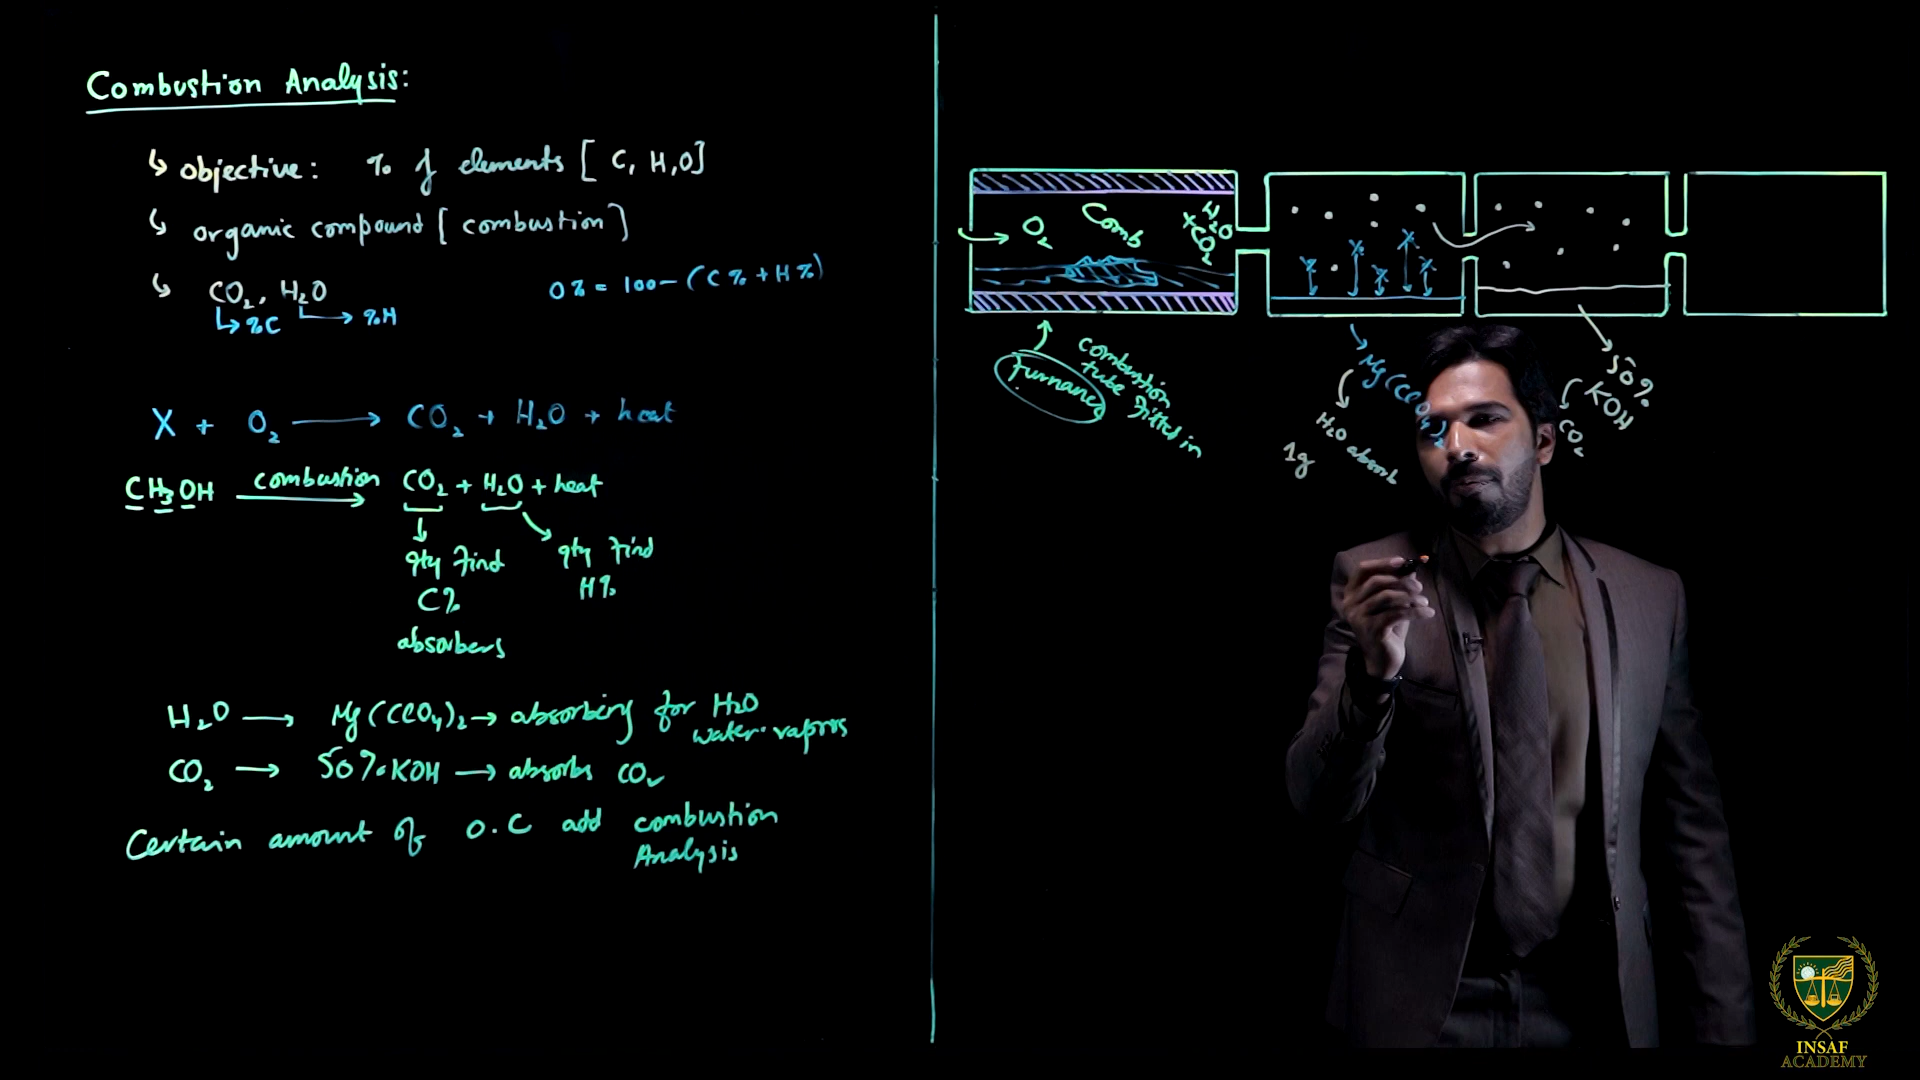 Combustion Analysis:
↳ objective: % of elements [ C, H, O]
↳ organic compound [ combustion ]
↳ CO₂, H₂O
↳ %C → %H
O % = 100 - ( C % + H % )
X + O₂ → CO₂ + H₂O + heat
CH₃OH combustion → CO₂ + H₂O + heat
qty find
C%
absorbers
qty find
H%
H₂O → Mg(ClO₄)₂ → absorbing for H₂O
water vapors
CO₂ → 50% KOH → absorbs CO₂
Certain amount of O.C add combustion
Analysis
O₂
Comb
H₂O
+
CO₂
furnance
combustion
tube fitted in
Mg(ClO₄)₂
H₂O absorb
1g
50%
KOH
CO₂
INSAF
ACADEMY